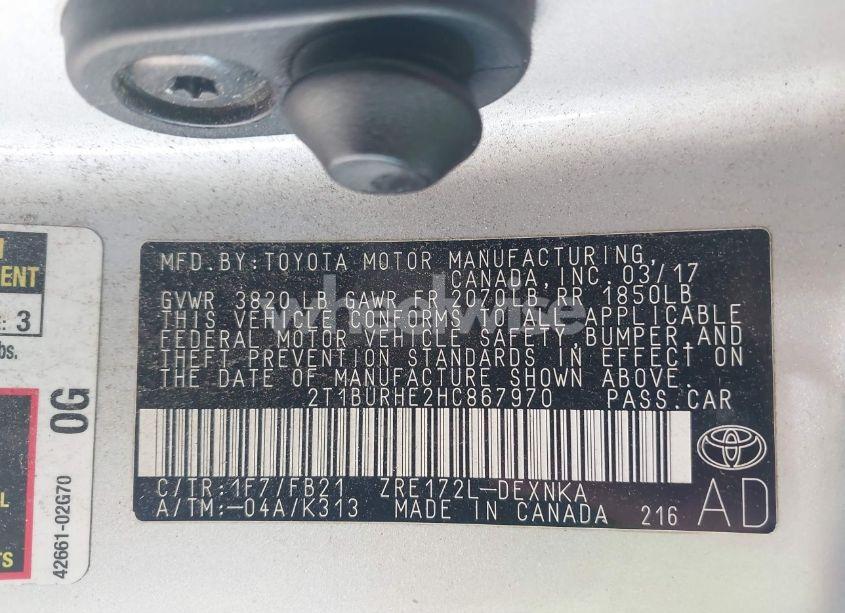 MFD.BY:TOYOTA MOTOR MANUFACTURING,
CANADA,INC. 03/17
GVWR 3820 LB GAWR FR 2070LB RR 1850LB
THIS VEHICLE CONFORMS TO ALL APPLICABLE
FEDERAL MOTOR VEHICLE SAFETY,BUMPER,AND
THEFT PREVENTION STANDARDS IN EFFECT ON
THE DATE OF MANUFACTURE SHOWN ABOVE.
2T1BURHE2HC867970 PASS.CAR
C/TR:1F7/FB21 ZRE172L-DEXNKA
A/TM:-04A/K313 MADE IN CANADA 216 AD
wheelwise
ENT
: 3
bs.
0G
42661-02G70
L
TS